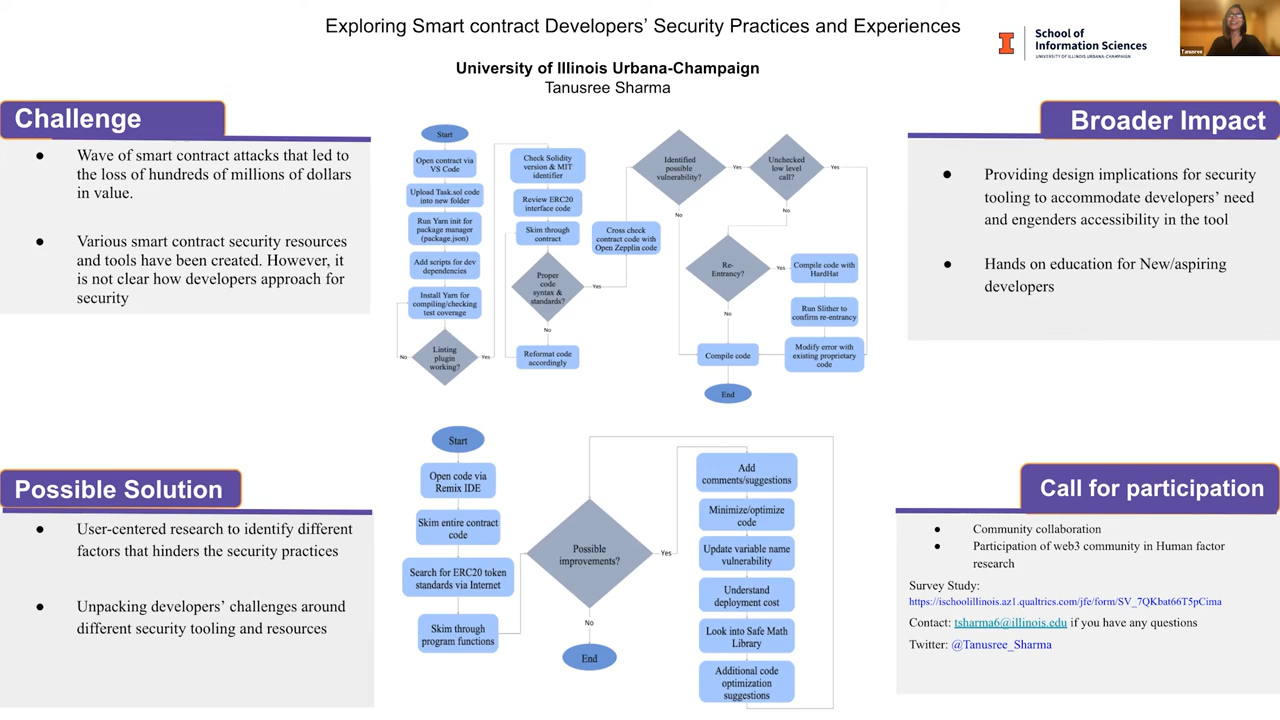 Exploring Smart contract Developers' Security Practices and Experiences
University of Illinois Urbana-Champaign
Tanusree Sharma
School of
Information Sciences
UNIVERSITY OF ILLINOIS URBANA-CHAMPAIGN
Tanusree
Challenge
● Wave of smart contract attacks that led to
the loss of hundreds of millions of dollars
in value.
● Various smart contract security resources
and tools have been created. However, it
is not clear how developers approach for
security
Start
Open contract via
VS Code
Upload Task.sol code
into new folder
Run Yarn init for
package manager
(package.json)
Add scripts for dev
dependencies
Install Yarn for
compiling/checking
test coverage
Linting
plugin
working?
No
Yes
Check Solidity
version & MIT
identifier
Review ERC20
interface code
Skim through
contract
Proper
code
syntax &
standards?
Yes
No
Reformat code
accordingly
Cross check
contract code with
Open Zepplin code
Identified
possible
vulnerability?
Yes
No
Unchecked
low level
call?
Yes
No
Re-
Entrancy?
Yes
No
Compile code with
HardHat
Run Slither to
confirm re-entrancy
Modify error with
existing proprietary
code
Compile code
End
Broader Impact
● Providing design implications for security
tooling to accommodate developers' need
and engenders accessibility in the tool
● Hands on education for New/aspiring
developers
Possible Solution
● User-centered research to identify different
factors that hinders the security practices
● Unpacking developers' challenges around
different security tooling and resources
Start
Open code via
Remix IDE
Skim entire contract
code
Search for ERC20 token
standards via Internet
Skim through
program functions
Possible
improvements?
Yes
No
End
Add
comments/suggestions
Minimize/optimize
code
Update variable name
vulnerability
Understand
deployment cost
Look into Safe Math
Library
Additional code
optimization
suggestions
Call for participation
● Community collaboration
● Participation of web3 community in Human factor
research
Survey Study:
https://ischoolillinois.az1.qualtrics.com/jfe/form/SV_7QKbat66T5pCima
Contact: tsharma6@illinois.edu if you have any questions
Twitter: @Tanusree_Sharma